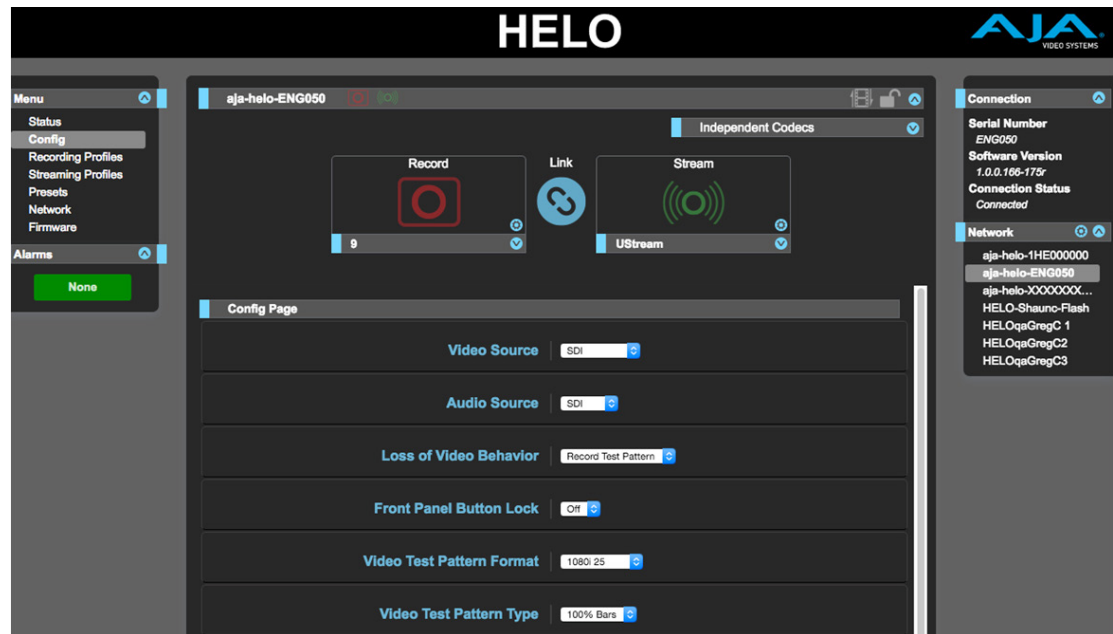 HELO
AJA
VIDEO SYSTEMS
Menu
Status
Config
Recording Profiles
Streaming Profiles
Presets
Network
Firmware
Alarms
None
aja-helo-ENG050
Independent Codecs
Record
Link
Stream
9
UStream
Config Page
Video Source SDI
Audio Source SDI
Loss of Video Behavior Record Test Pattern
Front Panel Button Lock Off
Video Test Pattern Format 1080i 25
Video Test Pattern Type 100% Bars
Connection
Serial Number
ENG050
Software Version
1.0.0.166-175r
Connection Status
Connected
Network
aja-helo-1HE000000
aja-helo-ENG050
aja-helo-XXXXXXX...
HELO-Shaunc-Flash
HELOqaGregC 1
HELOqaGregC2
HELOqaGregC3